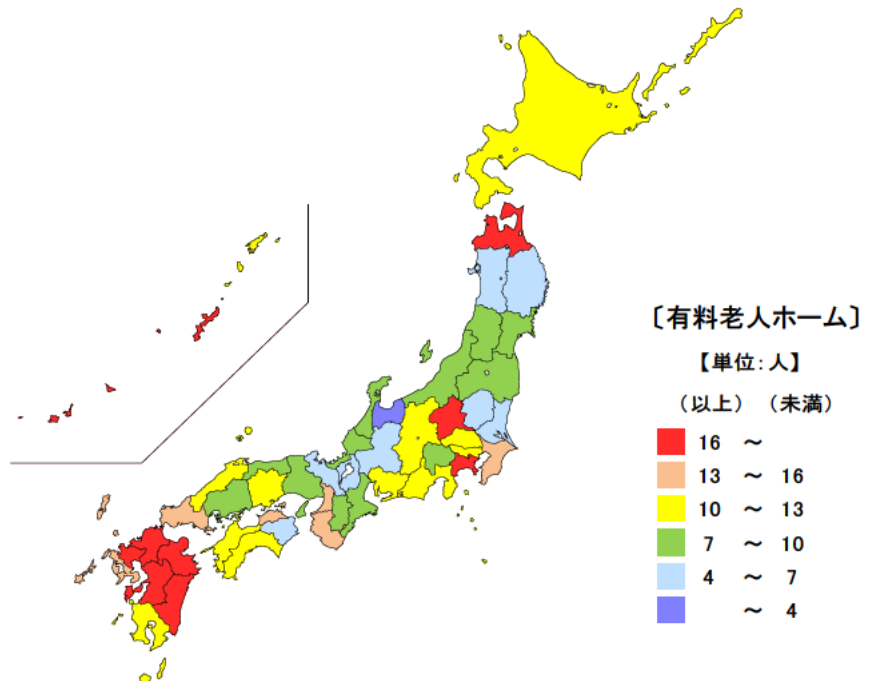 〔有料老人ホーム〕
【単位:人】
（以上）（未満）
16 ～
13 ～ 16
10 ～ 13
7 ～ 10
4 ～ 7
～ 4